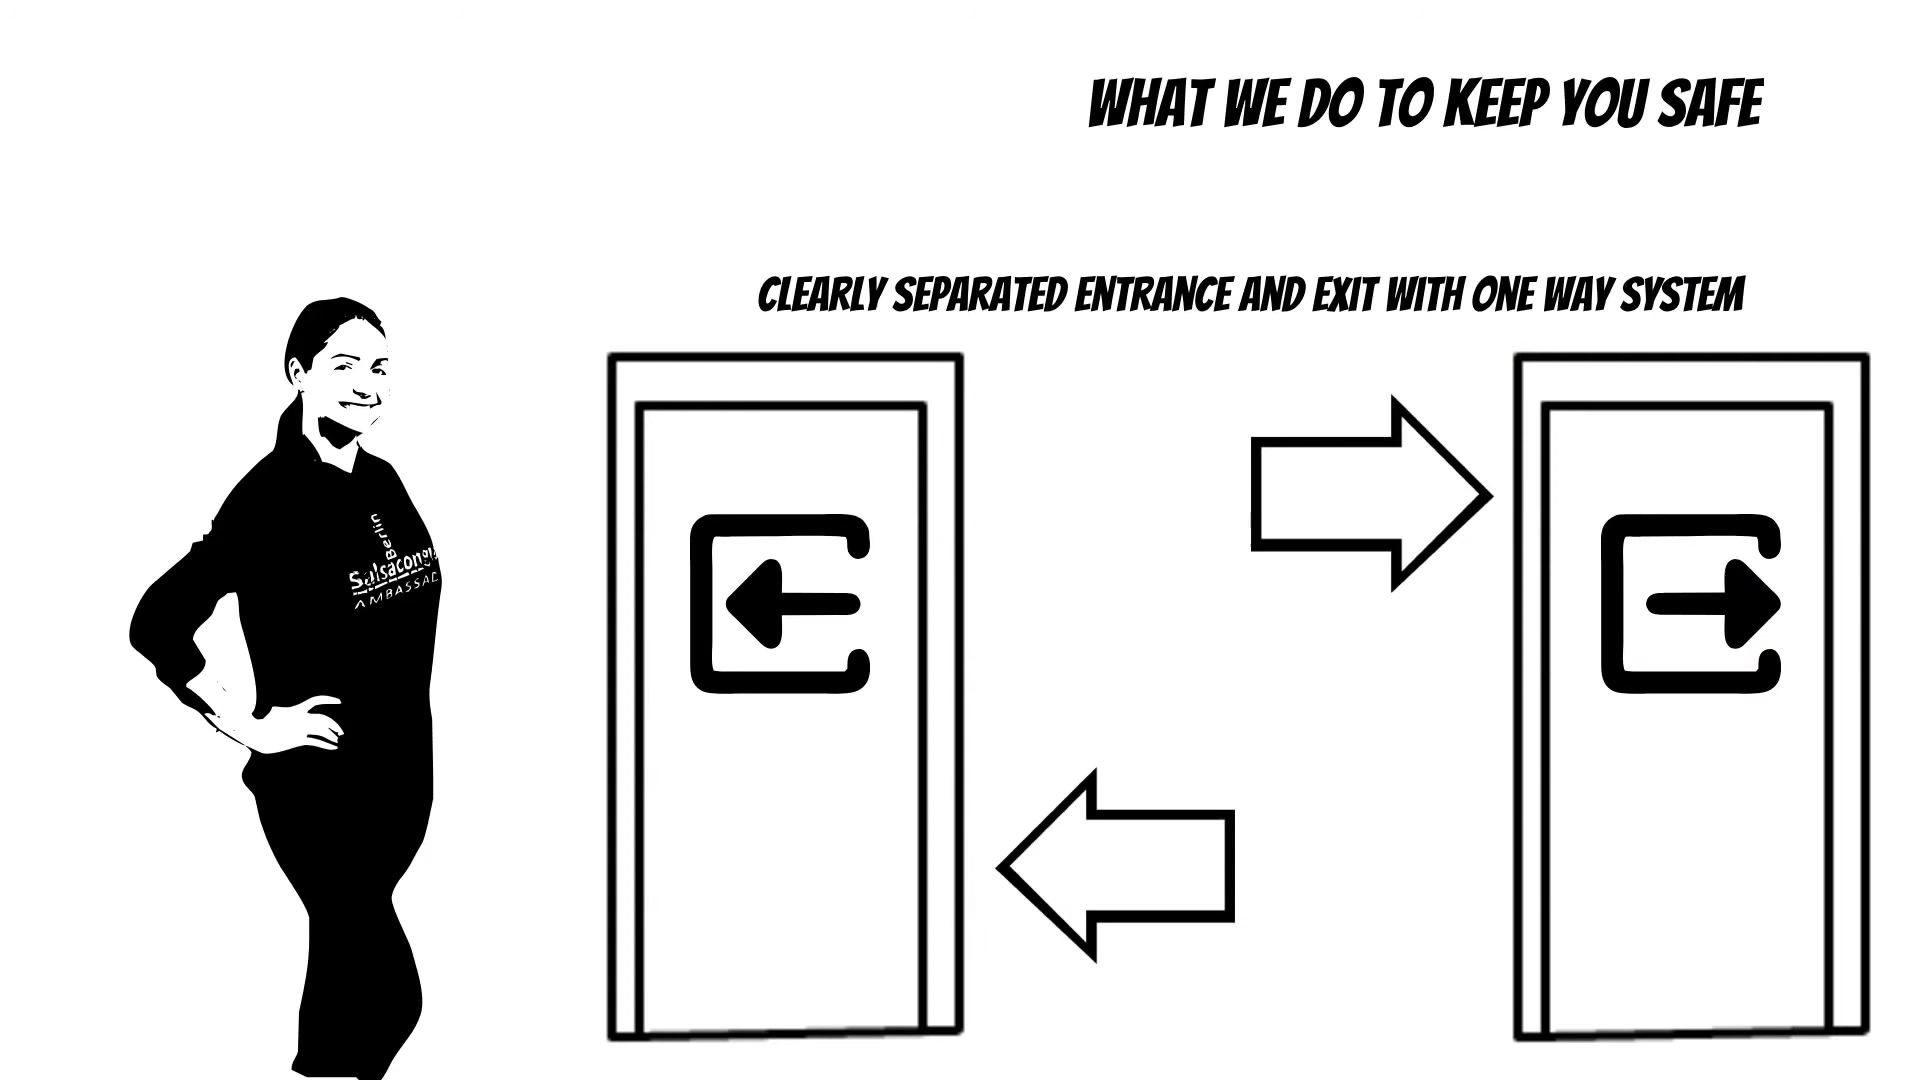 WHAT WE DO TO KEEP YOU SAFE
CLEARLY SEPARATED ENTRANCE AND EXIT WITH ONE WAY SYSTEM
Berlin